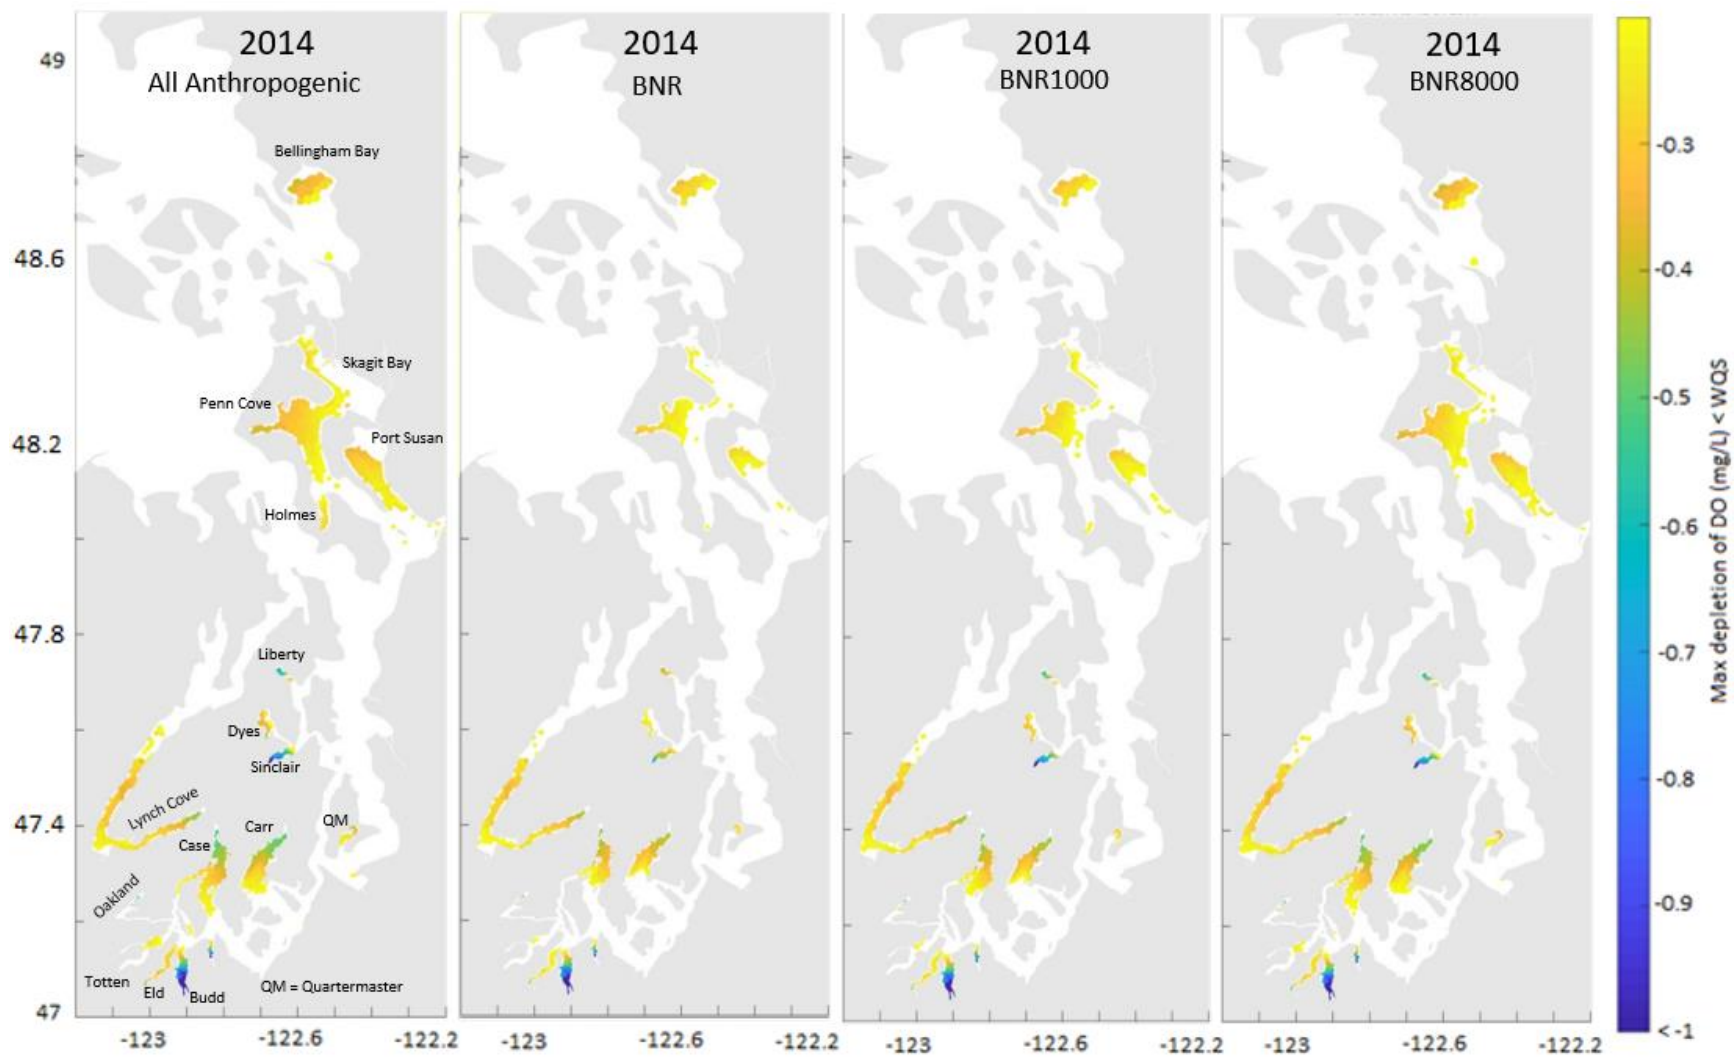 2014
All Anthropogenic
2014
BNR
2014
BNR1000
2014
BNR8000
49
48.6
48.2
47.8
47.4
47
Bellingham Bay
Skagit Bay
Penn Cove
Port Susan
Holmes
Liberty
Dyes
Sinclair
Lynch Cove
Carr
QM
Case
Oakland
Totten
Eld
Budd
QM = Quartermaster
-123
-122.6
-122.2
-122.6
-123
-122.6
-122.2
-123
-122.6
-122.2
-0.3
-0.4
-0.5
-0.6
-0.7
-0.8
-0.9
< -1
Max depletion of DO (mg/L) < WQS